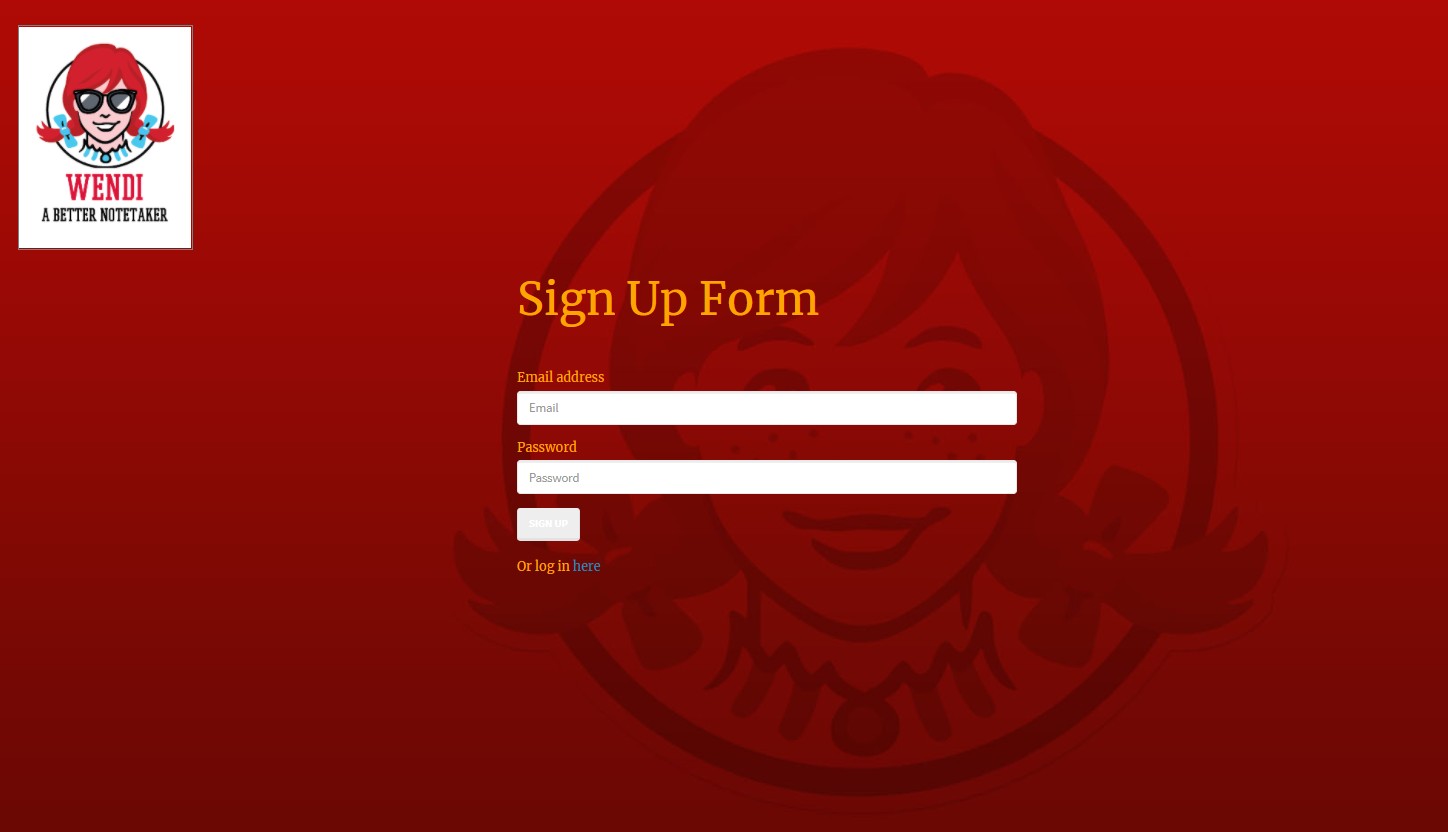 WENDI
A BETTER NOTETAKER
Sign Up Form
Email address
Email
Password
Password
SIGN UP
Or log in here